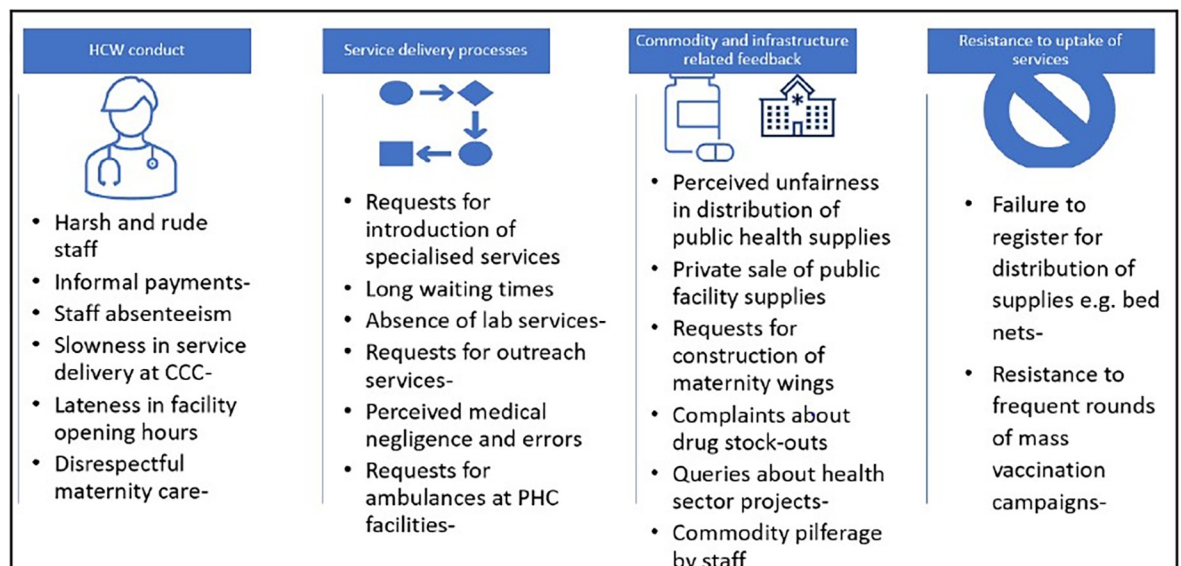 HCW conduct
• Harsh and rude
staff
• Informal payments-
• Staff absenteeism
• Slowness in service
delivery at CCC-
• Lateness in facility
opening hours
• Disrespectful
maternity care-
Service delivery processes
• Requests for
introduction of
specialised services
• Long waiting times
• Absence of lab services-
• Requests for outreach
services-
• Perceived medical
negligence and errors
• Requests for
ambulances at PHC
facilities-
Commodity and infrastructure
related feedback
• Perceived unfairness
in distribution of
public health supplies
• Private sale of public
facility supplies
• Requests for
construction of
maternity wings
• Complaints about
drug stock-outs
• Queries about health
sector projects-
• Commodity pilferage
by staff
Resistance to uptake of
services
• Failure to
register for
distribution of
supplies e.g. bed
nets-
• Resistance to
frequent rounds
of mass
vaccination
campaigns-